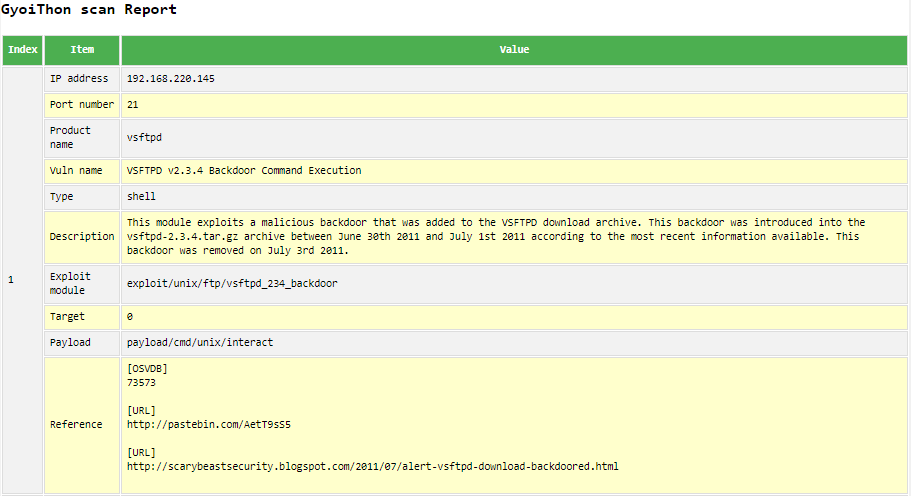 GyoiThon scan Report
Index Item Value
1
IP address 192.168.220.145
Port number 21
Product
name
vsftpd
Vuln name VSFTPD v2.3.4 Backdoor Command Execution
Type shell
Description
This module exploits a malicious backdoor that was added to the VSFTPD download archive. This backdoor was introduced into the
vsftpd-2.3.4.tar.gz archive between June 30th 2011 and July 1st 2011 according to the most recent information available. This
backdoor was removed on July 3rd 2011.
Exploit
module
exploit/unix/ftp/vsftpd_234_backdoor
Target 0
Payload payload/cmd/unix/interact
Reference
[OSVDB]
73573
[URL]
http://pastebin.com/AetT9sS5
[URL]
http://scarybeastsecurity.blogspot.com/2011/07/alert-vsftpd-download-backdoored.html